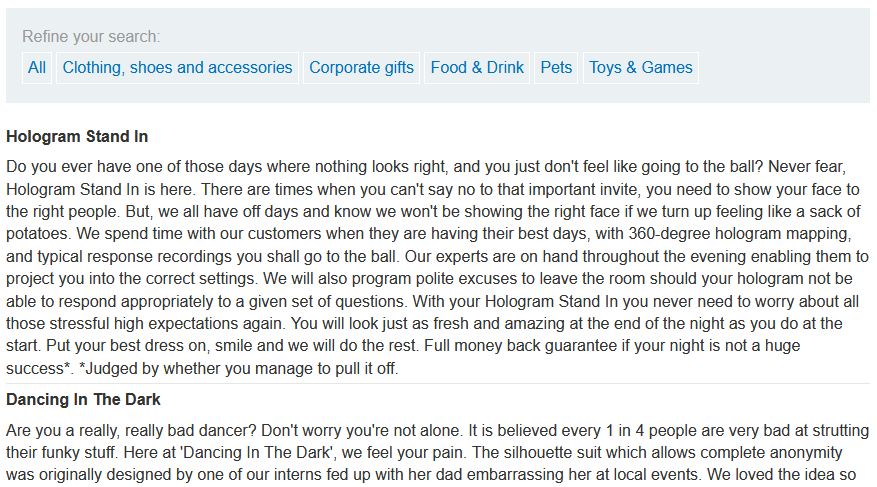 Refine your search:
All Clothing, shoes and accessories Corporate gifts Food & Drink Pets Toys & Games
Hologram Stand In
Do you ever have one of those days where nothing looks right, and you just don't feel like going to the ball? Never fear,
Hologram Stand In is here. There are times when you can't say no to that important invite, you need to show your face to
the right people. But, we all have off days and know we won't be showing the right face if we turn up feeling like a sack of
potatoes. We spend time with our customers when they are having their best days, with 360-degree hologram mapping,
and typical response recordings you shall go to the ball. Our experts are on hand throughout the evening enabling them to
project you into the correct settings. We will also program polite excuses to leave the room should your hologram not be
able to respond appropriately to a given set of questions. With your Hologram Stand In you never need to worry about all
those stressful high expectations again. You will look just as fresh and amazing at the end of the night as you do at the
start. Put your best dress on, smile and we will do the rest. Full money back guarantee if your night is not a huge
success*. *Judged by whether you manage to pull it off.
Dancing In The Dark
Are you a really, really bad dancer? Don't worry you're not alone. It is believed every 1 in 4 people are very bad at strutting
their funky stuff. Here at 'Dancing In The Dark', we feel your pain. The silhouette suit which allows complete anonymity
was originally designed by one of our interns fed up with her dad embarrassing her at local events. We loved the idea so